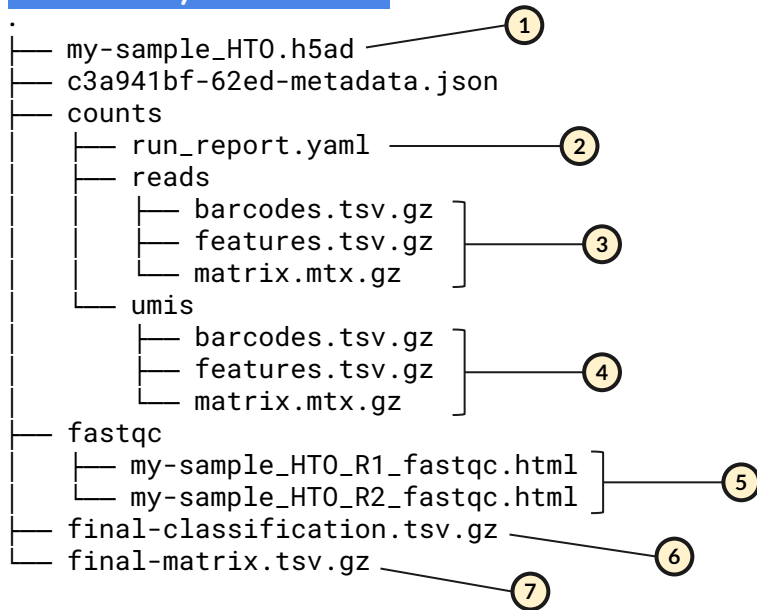 .
├── my-sample_HTO.h5ad 1
├── c3a941bf-62ed-metadata.json
├── counts
│   ├── run_report.yaml 2
│   ├── reads
│   │   ├── barcodes.tsv.gz
│   │   ├── features.tsv.gz 3
│   │   └── matrix.mtx.gz
│   └── umis
│       ├── barcodes.tsv.gz
│       ├── features.tsv.gz 4
│       └── matrix.mtx.gz
├── fastqc
│   ├── my-sample_HTO_R1_fastqc.html 5
│   └── my-sample_HTO_R2_fastqc.html
├── final-classification.tsv.gz 6
└── final-matrix.tsv.gz 7